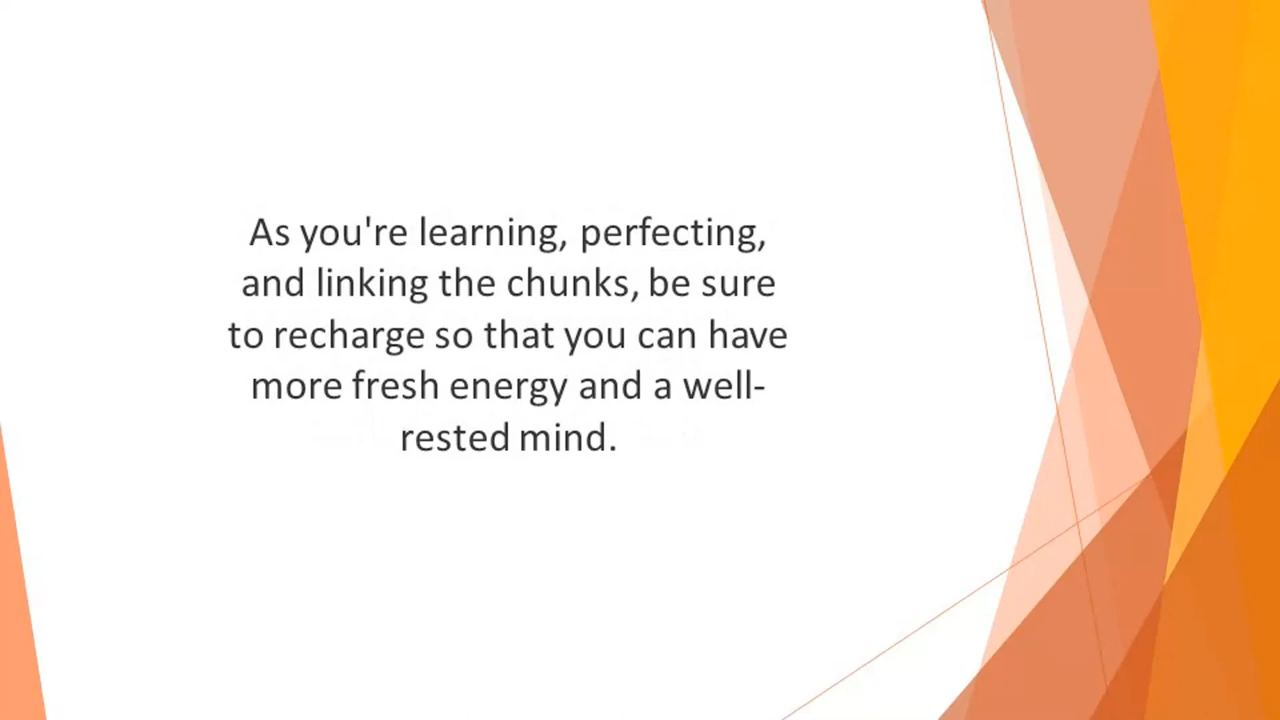 As you're learning, perfecting,
and linking the chunks, be sure
to recharge so that you can have
more fresh energy and a well-
rested mind.